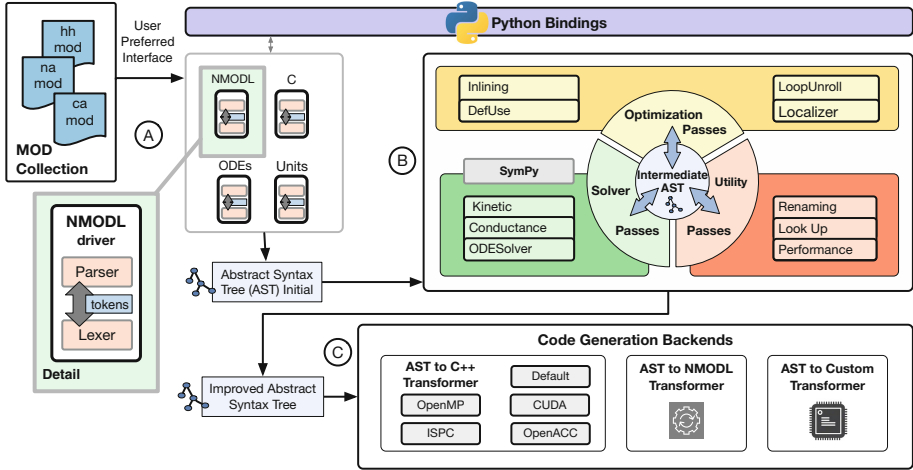 Python Bindings
hh
mod
na
mod
ca
mod
MOD
Collection
User
Preferred
Interface
A
NMODL
C
ODEs
Units
NMODL
driver
Parser
tokens
Lexer
Detail
Abstract Syntax
Tree (AST) Initial
B
Inlining
DefUse
LoopUnroll
Localizer
Optimization
Passes
SymPy
Kinetic
Conductance
ODESolver
Solver
Passes
Intermediate
AST
Utility
Passes
Renaming
Look Up
Performance
Improved Abstract
Syntax Tree
C
Code Generation Backends
AST to C++
Transformer
Default
OpenMP
CUDA
ISPC
OpenACC
AST to NMODL
Transformer
AST to Custom
Transformer